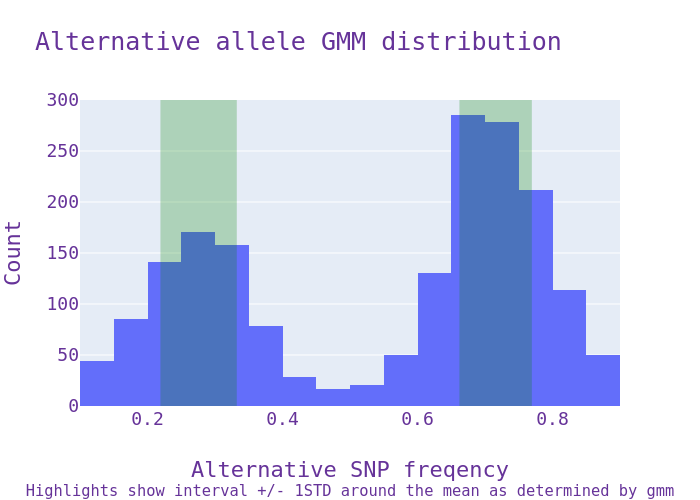 Alternative allele GMM distribution
300
250
200
150
100
50
0
Count
0.2 0.4 0.6 0.8
Alternative SNP freqency
Highlights show interval +/- 1STD around the mean as determined by gmm